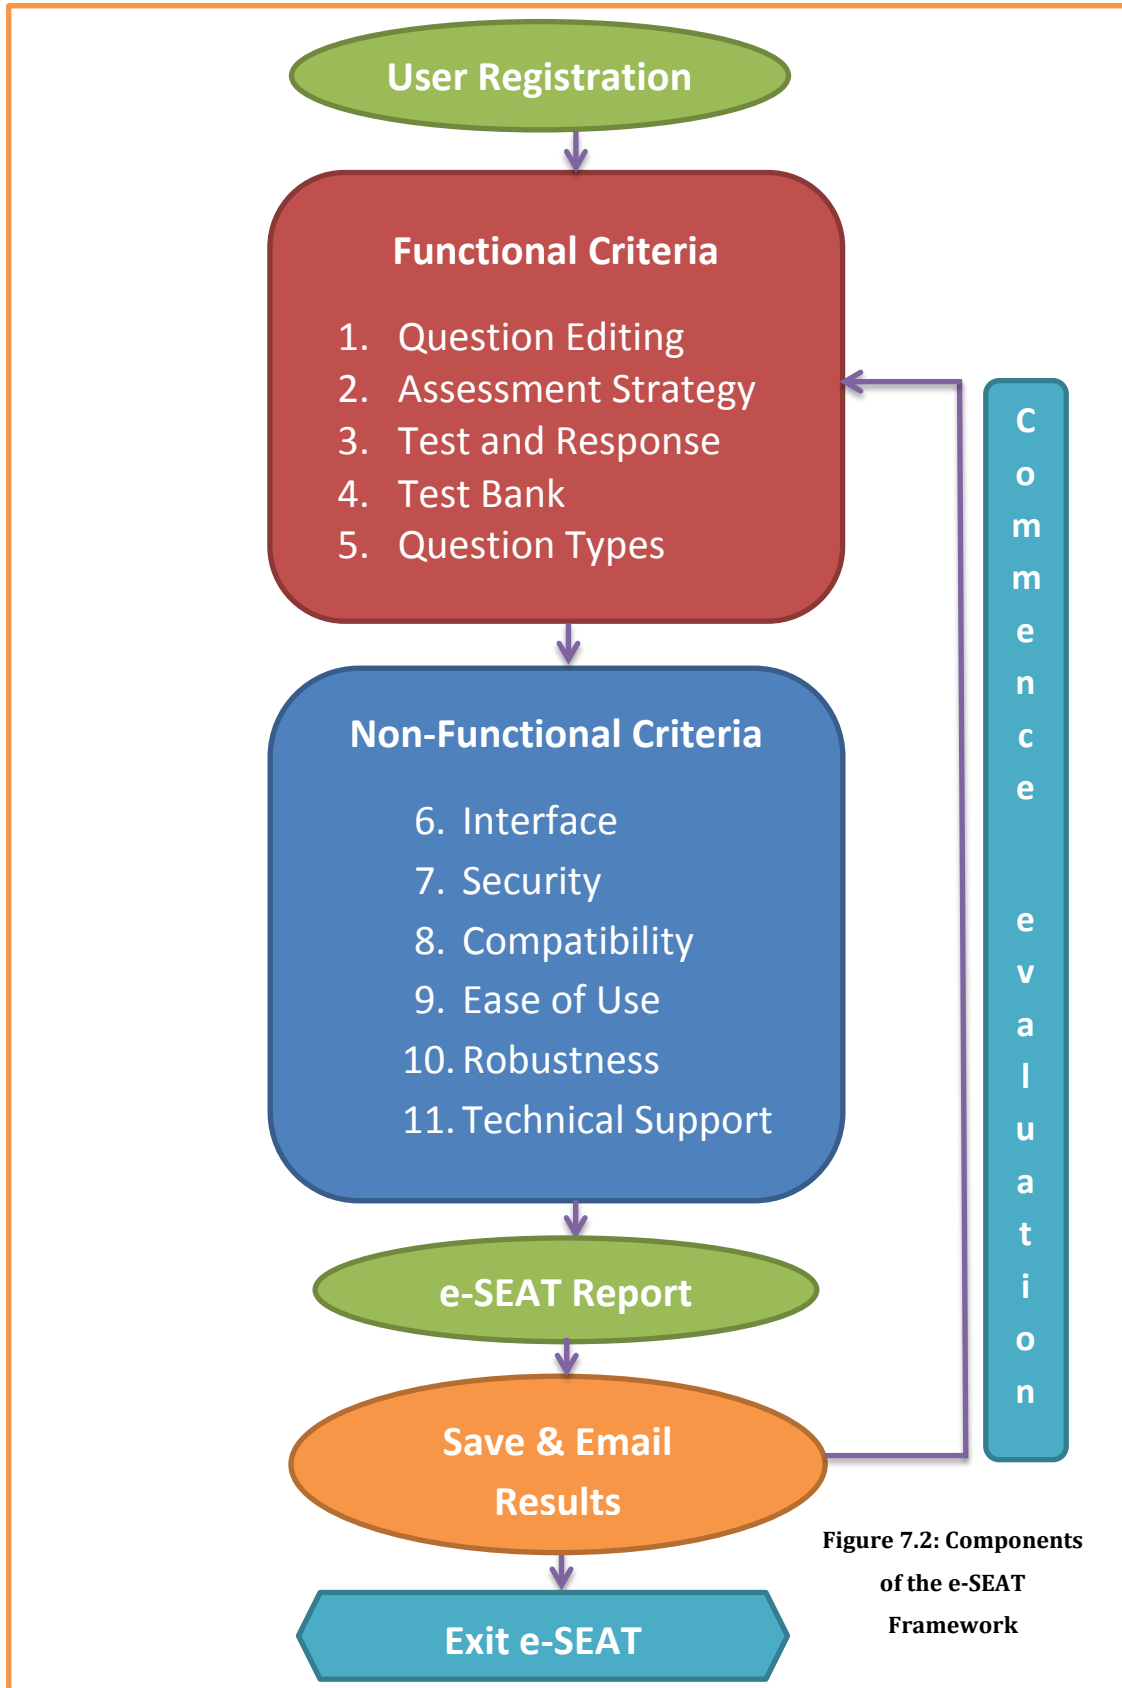 User Registration
Functional Criteria
1. Question Editing
2. Assessment Strategy
3. Test and Response
4. Test Bank
5. Question Types
Non-Functional Criteria
6. Interface
7. Security
8. Compatibility
9. Ease of Use
10. Robustness
11. Technical Support
e-SEAT Report
Save & Email
Results
Exit e-SEAT
Commence evaluation
Figure 7.2: Components
of the e-SEAT
Framework